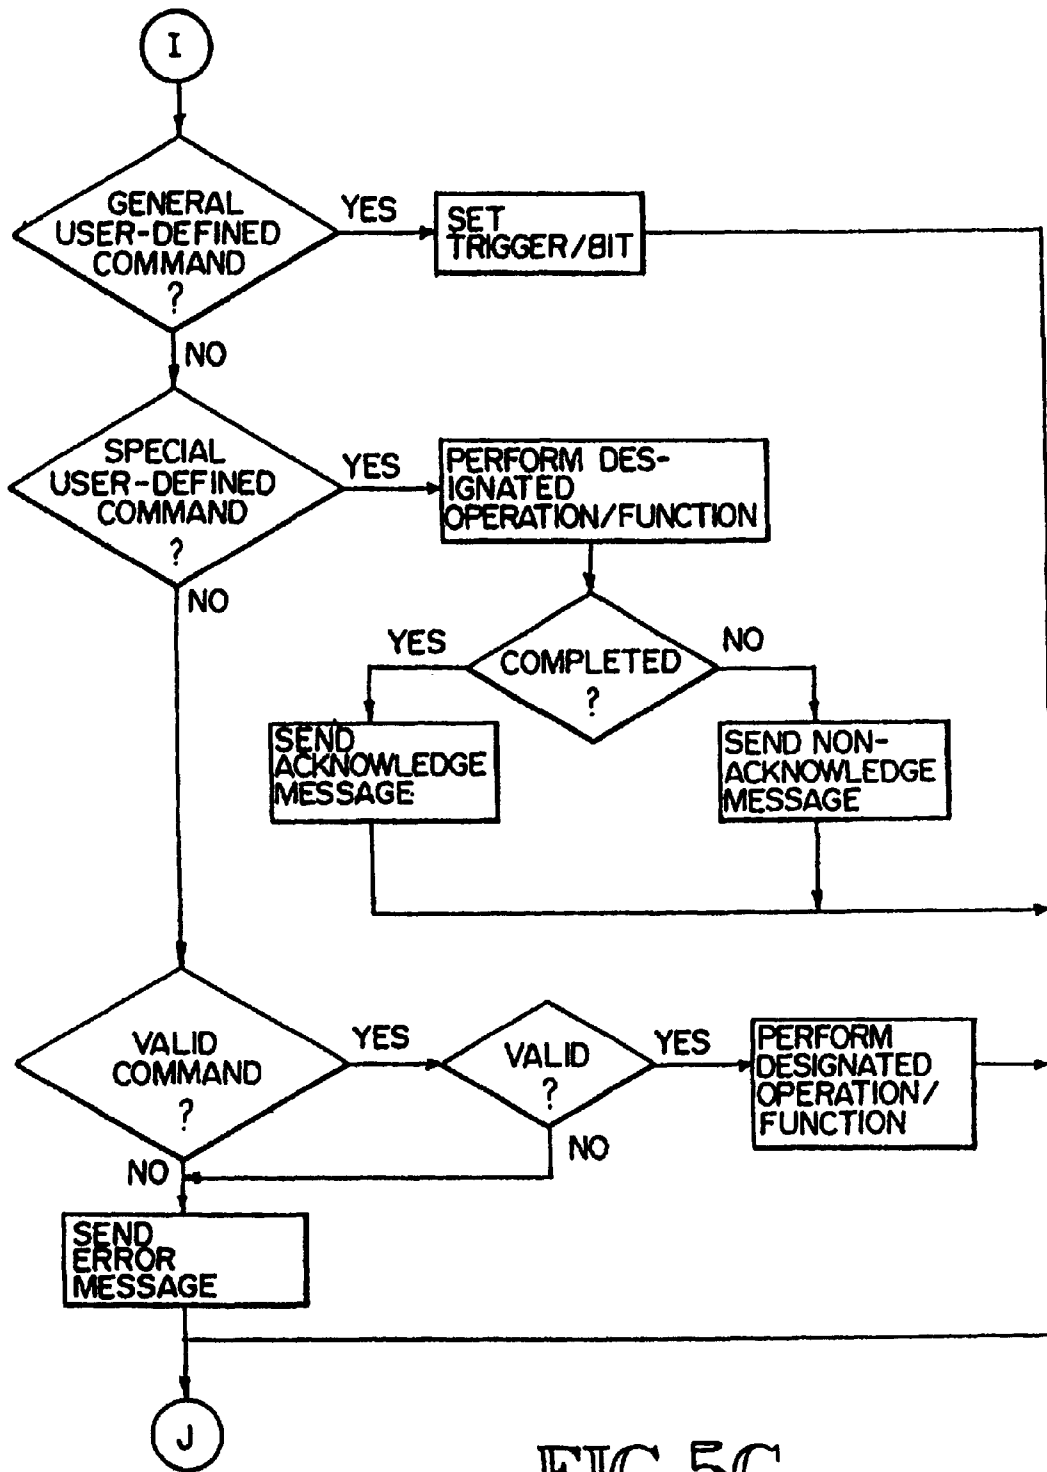 I
GENERAL
USER-DEFINED
COMMAND
?
YES
SET
TRIGGER/BIT
NO
SPECIAL
USER-DEFINED
COMMAND
?
YES
PERFORM DES-
IGNATED
OPERATION/FUNCTION
NO
YES
COMPLETED
?
NO
SEND
ACKNOWLEDGE
MESSAGE
SEND NON-
ACKNOWLEDGE
MESSAGE
VALID
COMMAND
?
YES
VALID
?
YES
PERFORM
DESIGNATED
OPERATION/
FUNCTION
NO
NO
SEND
ERROR
MESSAGE
J
FIG. 5C